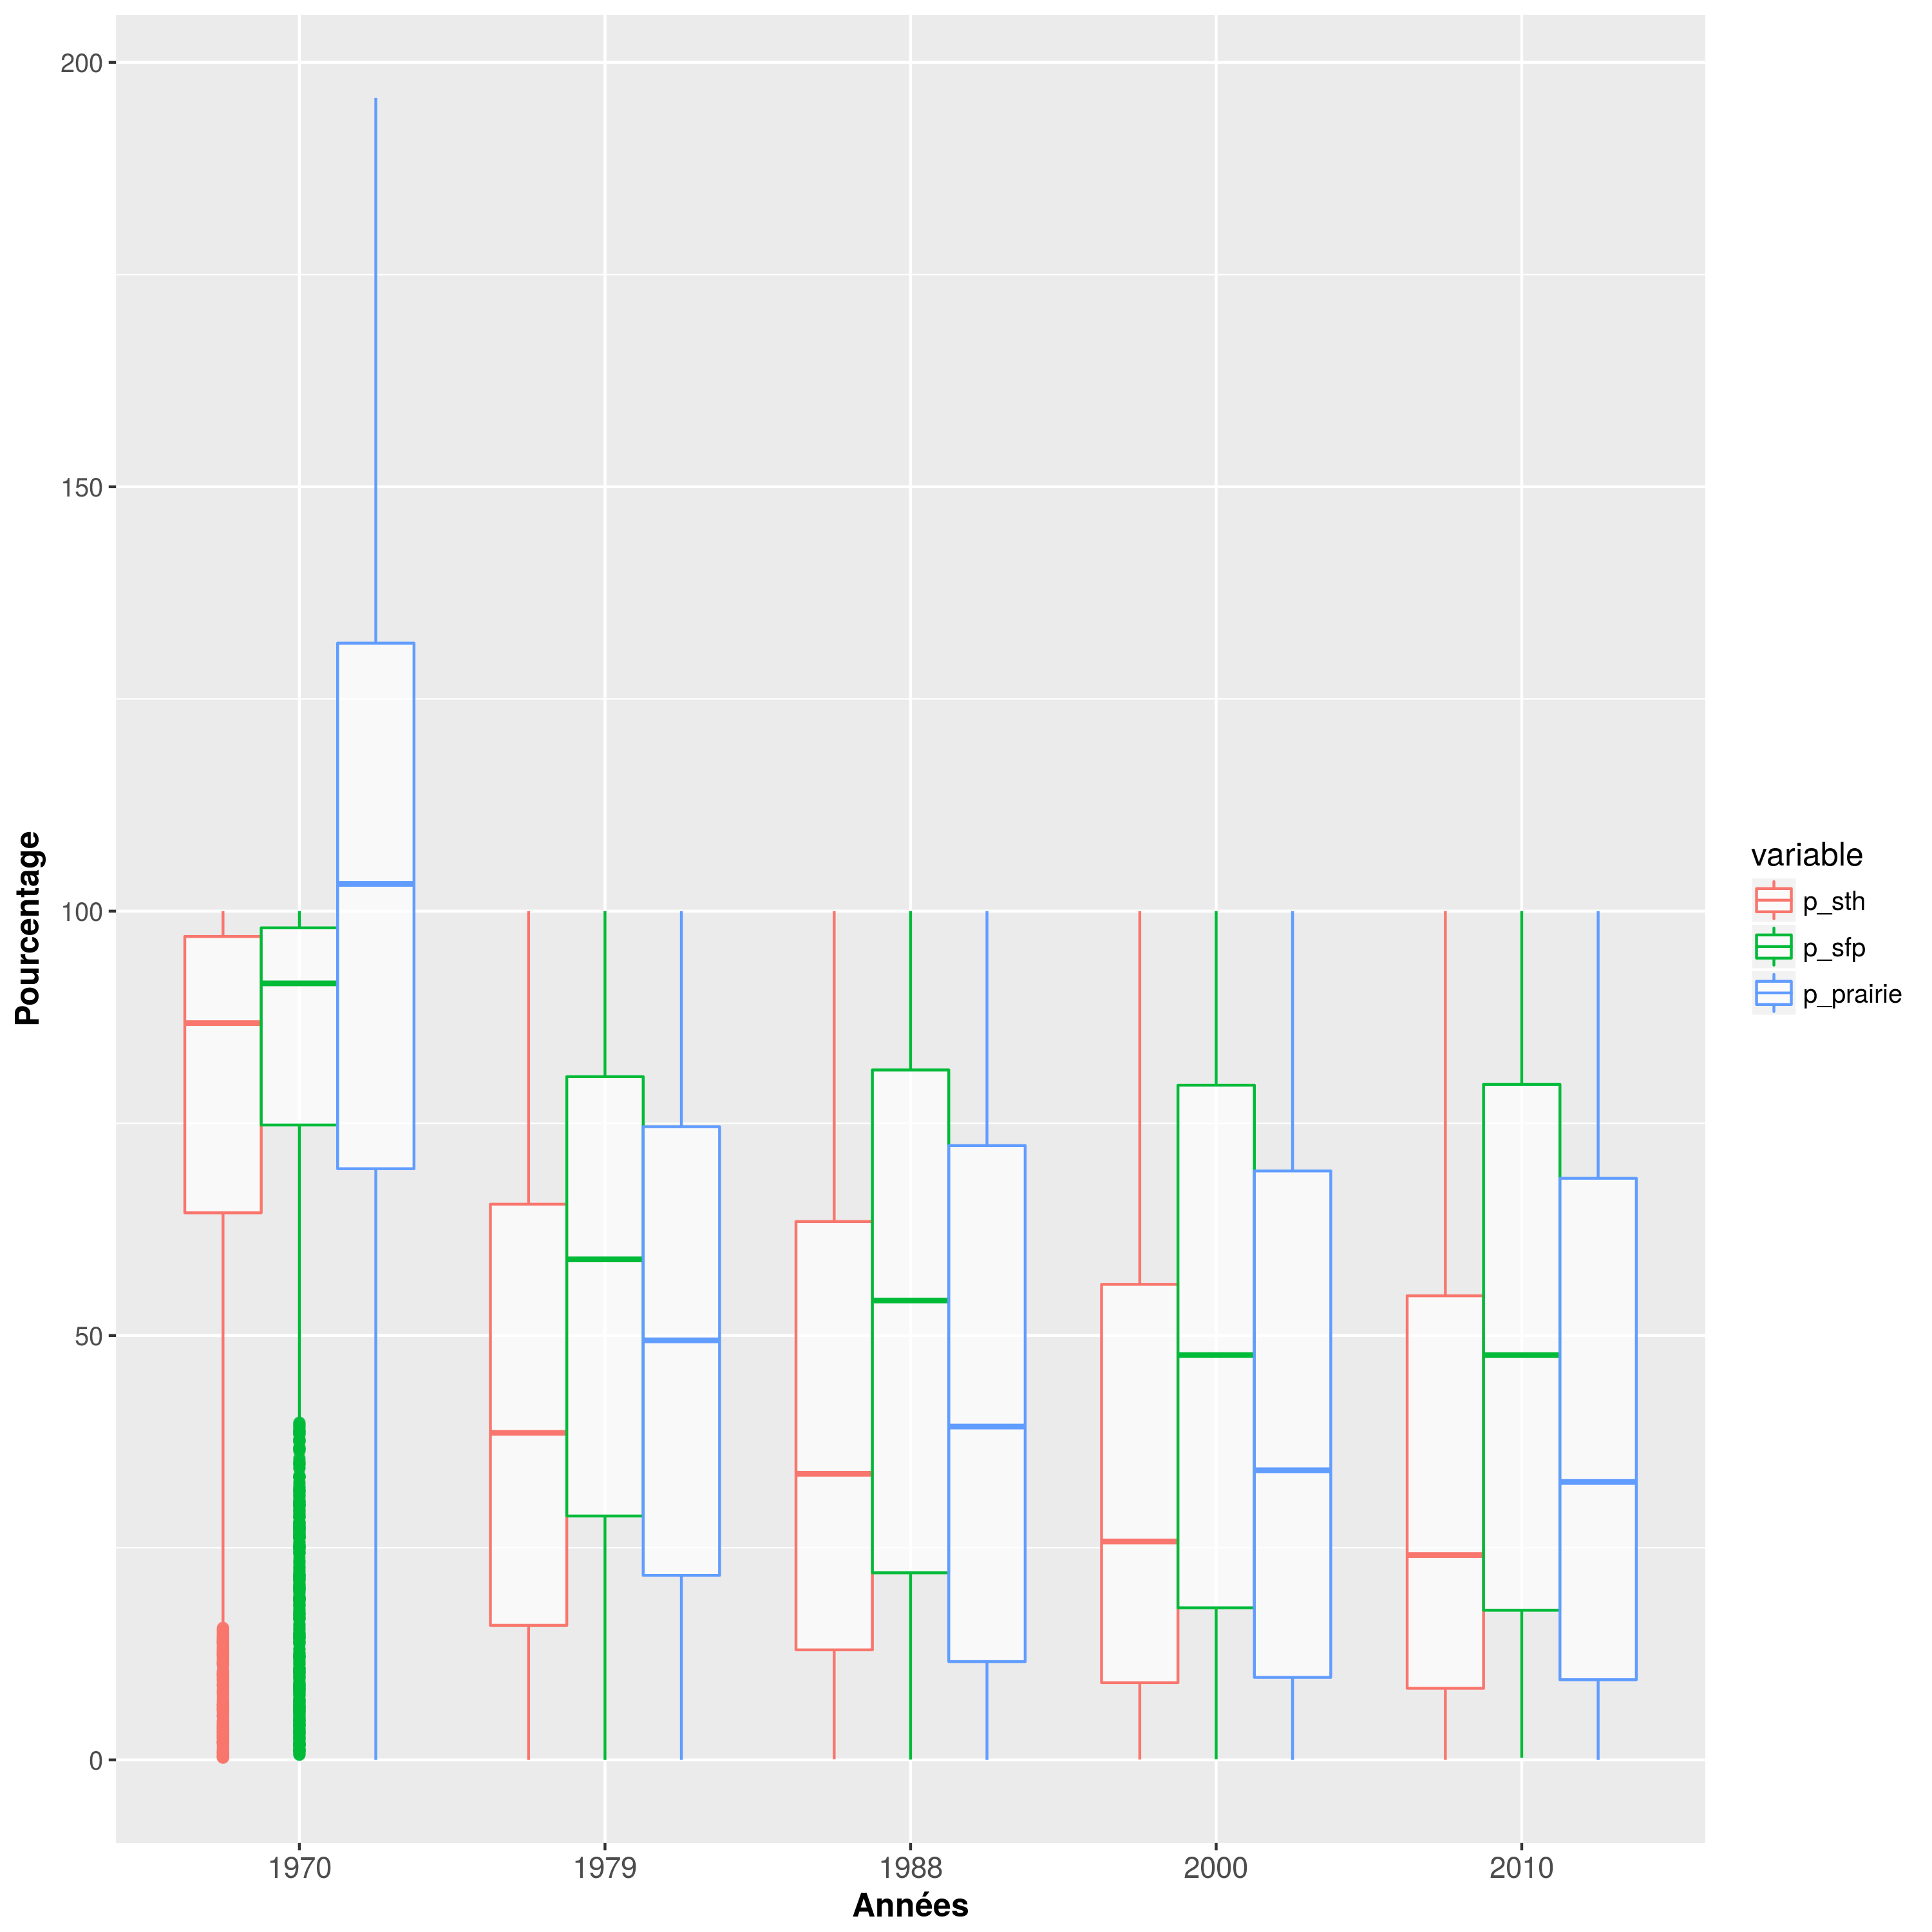 Pourcentage
200
150
100
50
0
1970 1979 1988 2000 2010
Années
variable
p_sth
p_sfp
p_prairie